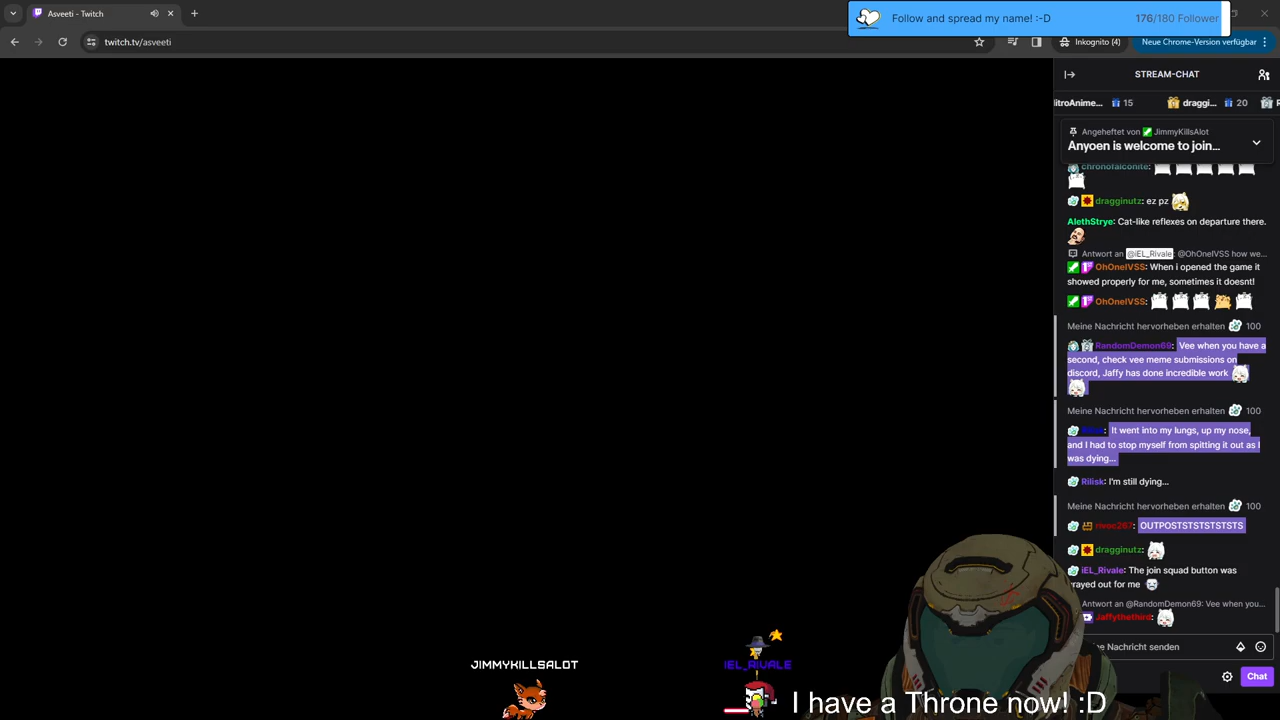 Asveeti - Twitch
Follow and spread my name! :-D
176/180 Follower
twitch.tv/asveeti
Inkognito (4)
Neue Chrome-Version verfügbar
STREAM-CHAT
litroAnime...
15
draggi...
20
Angeheftet von JimmyKillsAlot
Anyoen is welcome to join...
chronofalconite:
dragginutz: ez pz
AlethStrye: Cat-like reflexes on departure there.
Antwort an @iEL_Rivale @OhOneIVSS how we...
OhOneIVSS: When i opened the game it
showed properly for me, sometimes it doesnt!
OhOneIVSS:
Meine Nachricht hervorheben erhalten 100
RandomDemon69: Vee when you have a
second, check vee meme submissions on
discord, Jaffy has done incredible work
Meine Nachricht hervorheben erhalten 100
It went into my lungs, up my nose,
and I had to stop myself from spitting it out as I
was dying...
Rilisk: I'm still dying...
Meine Nachricht hervorheben erhalten 100
OUTPOSTSTSTSTSTS
dragginutz:
iEL_Rivale: The join squad button was
grayed out for me
Antwort an @RandomDemon69: Vee when you...
Jaffythethird:
Nachricht senden
Chat
JIMMYKILLSALOT
IEL_RIVALE
I have a Throne now! :D